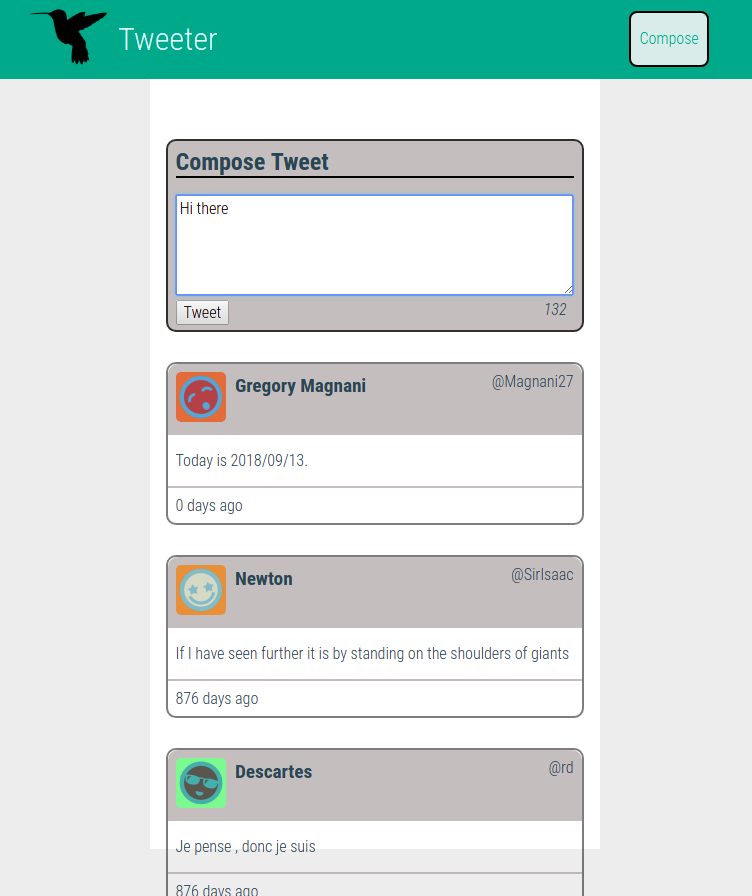 Tweeter
Compose
Compose Tweet
Hi there
Tweet
132
Gregory Magnani
@Magnani27
Today is 2018/09/13.
0 days ago
Newton
@SirIsaac
If I have seen further it is by standing on the shoulders of giants
876 days ago
Descartes
@rd
Je pense , donc je suis
876 days ago